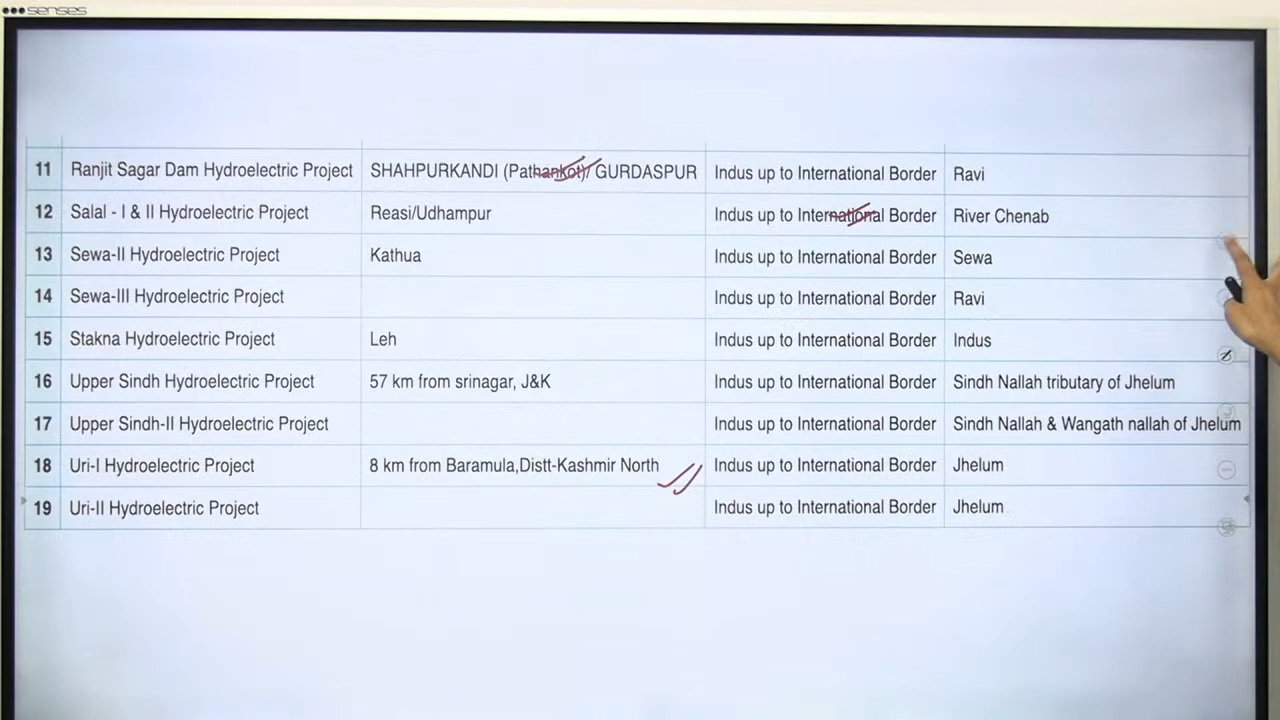 senses
11 Ranjit Sagar Dam Hydroelectric Project SHAHPURKANDI (Pathankot)/ GURDASPUR Indus up to International Border Ravi
12 Salal - I & II Hydroelectric Project Reasi/Udhampur Indus up to International Border River Chenab
13 Sewa-II Hydroelectric Project Kathua Indus up to International Border Sewa
14 Sewa-III Hydroelectric Project Indus up to International Border Ravi
15 Stakna Hydroelectric Project Leh Indus up to International Border Indus
16 Upper Sindh Hydroelectric Project 57 km from srinagar, J&K Indus up to International Border Sindh Nallah tributary of Jhelum
17 Upper Sindh-II Hydroelectric Project Indus up to International Border Sindh Nallah & Wangath nallah of Jhelum
18 Uri-I Hydroelectric Project 8 km from Baramula,Distt-Kashmir North Indus up to International Border Jhelum
19 Uri-II Hydroelectric Project Indus up to International Border Jhelum